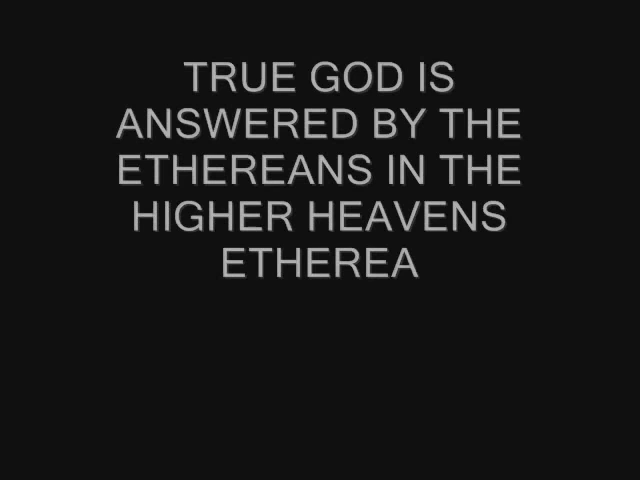 TRUE GOD IS
ANSWERED BY THE
ETHEREANS IN THE
HIGHER HEAVENS
ETHEREA